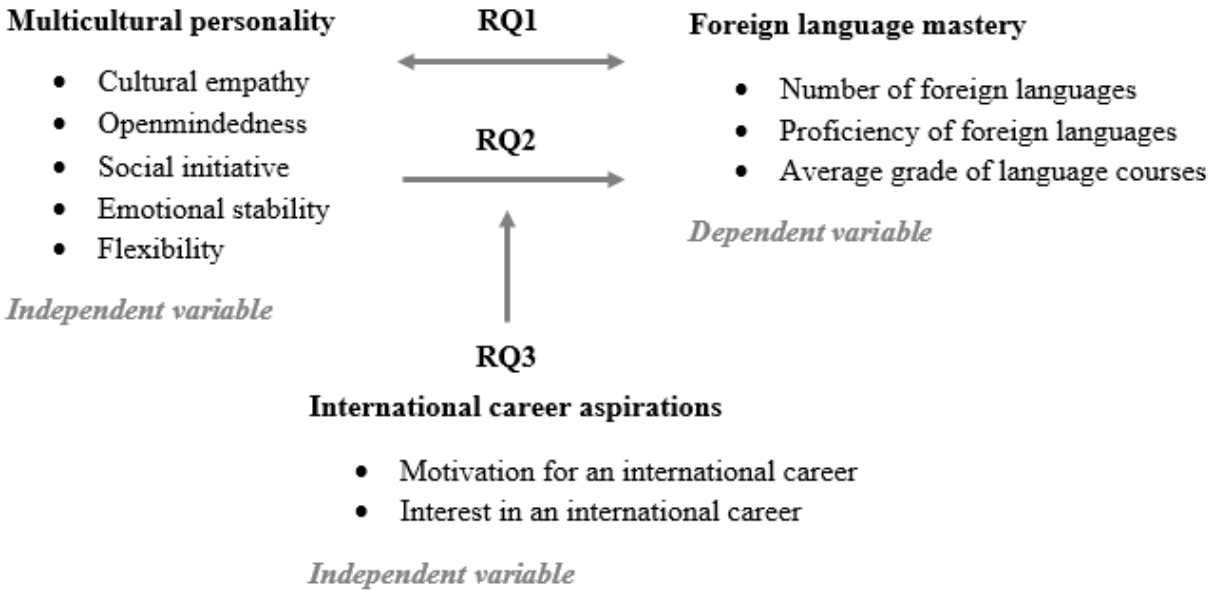 Multicultural personality
• Cultural empathy
• Openmindedness
• Social initiative
• Emotional stability
• Flexibility
Independent variable
RQ1
RQ2
Foreign language mastery
• Number of foreign languages
• Proficiency of foreign languages
• Average grade of language courses
Dependent variable
RQ3
International career aspirations
• Motivation for an international career
• Interest in an international career
Independent variable